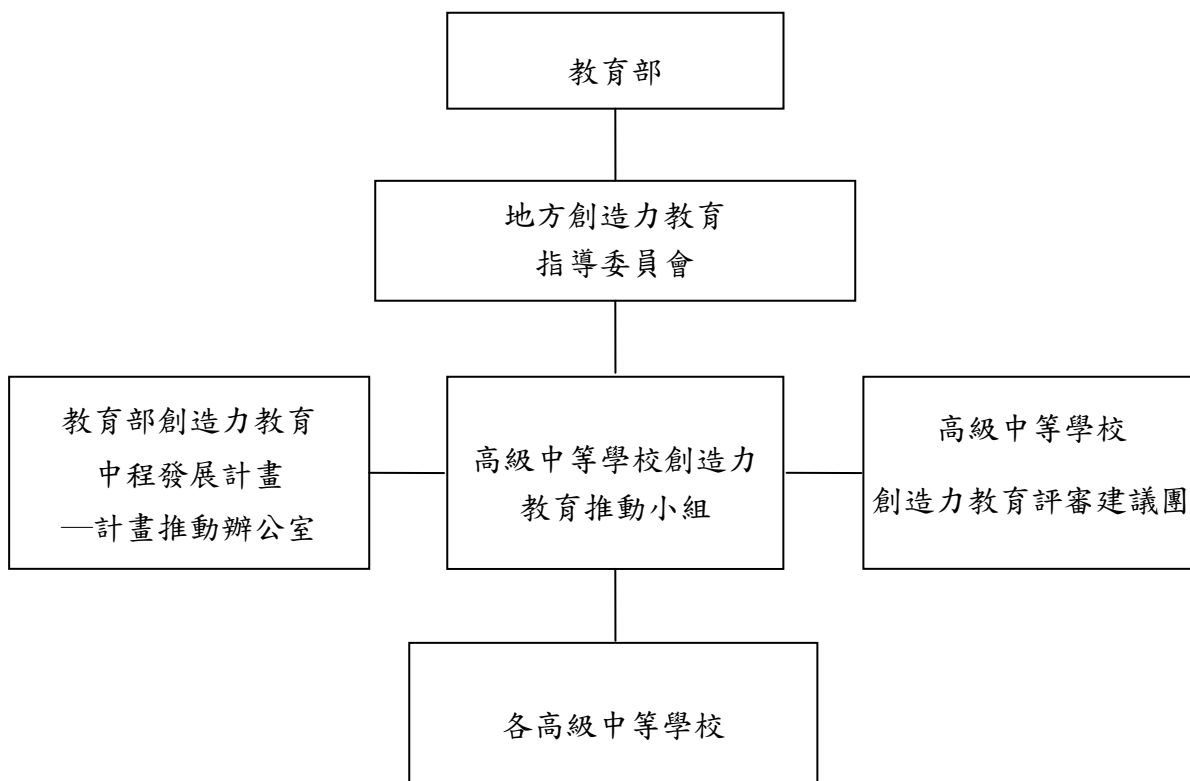 教育部
地方創造力教育
指導委員會
教育部創造力教育
中程發展計畫
—計畫推動辦公室
高級中等學校創造力
教育推動小組
高級中等學校
創造力教育評審建議團
各高級中等學校